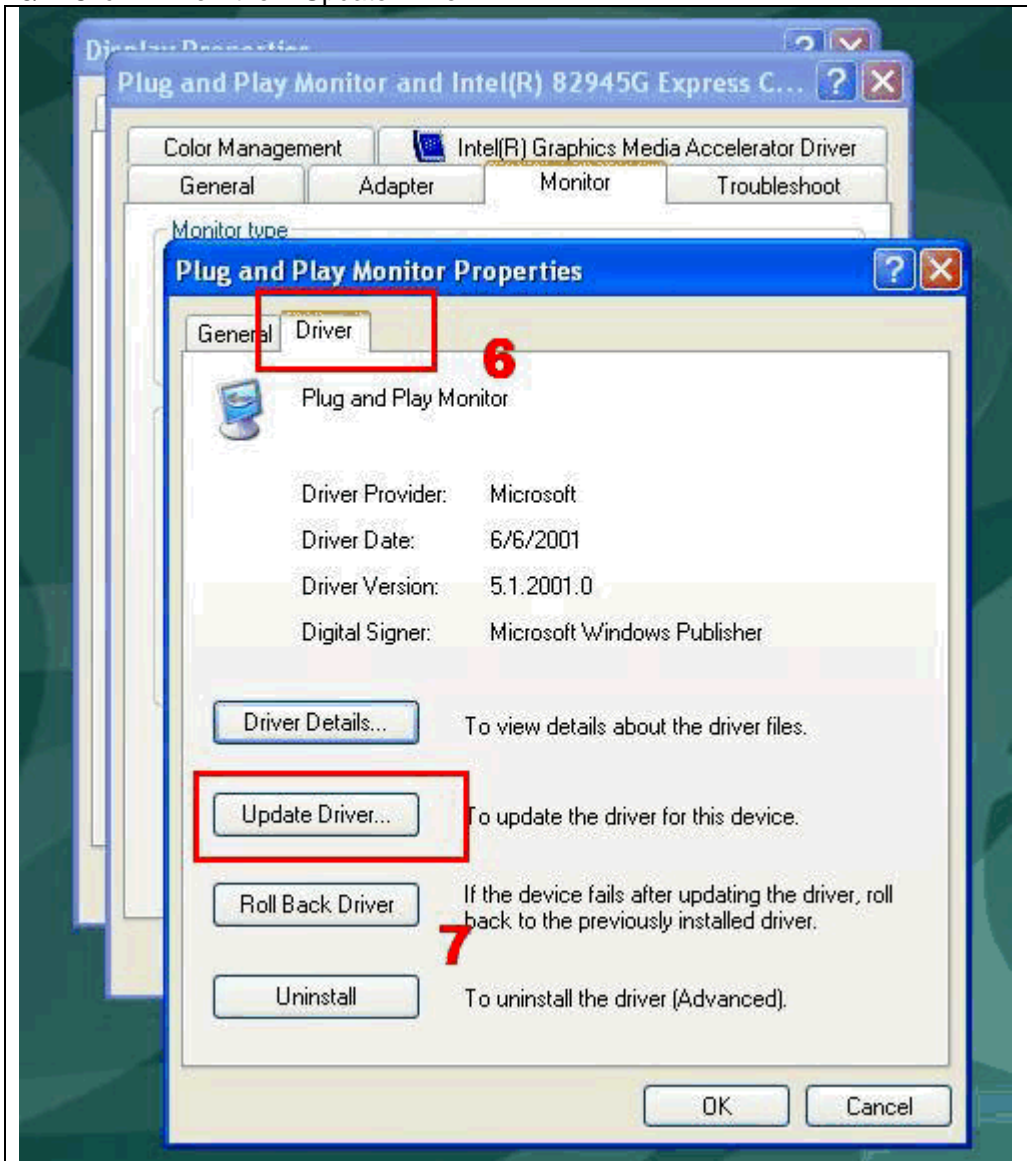 Display Properties
Plug and Play Monitor and Intel(R) 82945G Express C...
Color Management Intel(R) Graphics Media Accelerator Driver
General Adapter Monitor Troubleshoot
Monitor type
Plug and Play Monitor Properties
General Driver
6
Plug and Play Monitor
Driver Provider: Microsoft
Driver Date: 6/6/2001
Driver Version: 5.1.2001.0
Digital Signer: Microsoft Windows Publisher
Driver Details... To view details about the driver files.
Update Driver... To update the driver for this device.
Roll Back Driver If the device fails after updating the driver, roll
back to the previously installed driver.
7
Uninstall To uninstall the driver (Advanced).
OK Cancel